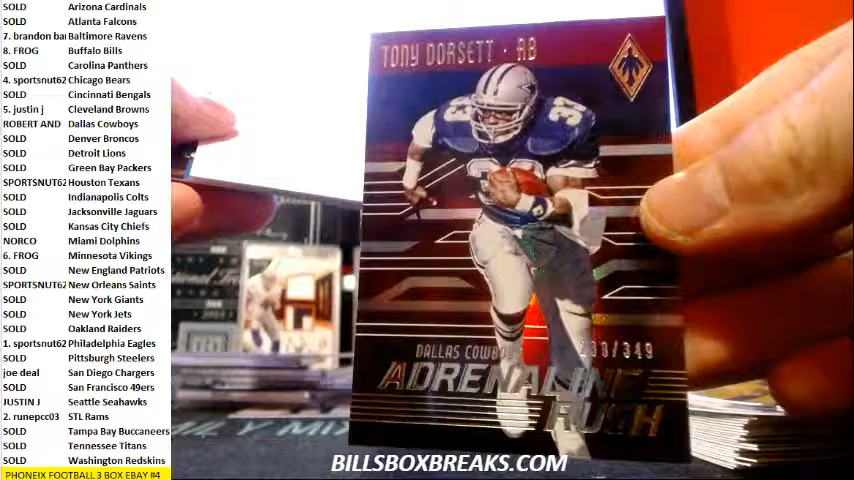 SOLD Arizona Cardinals
SOLD Atlanta Falcons
7. brandon bar Baltimore Ravens
8. FROG Buffalo Bills
SOLD Carolina Panthers
4. sportsnut62 Chicago Bears
SOLD Cincinnati Bengals
5. justin j Cleveland Browns
ROBERT AND Dallas Cowboys
SOLD Denver Broncos
SOLD Detroit Lions
SOLD Green Bay Packers
SPORTSNUT62 Houston Texans
SOLD Indianapolis Colts
SOLD Jacksonville Jaguars
SOLD Kansas City Chiefs
NORCO Miami Dolphins
6. FROG Minnesota Vikings
SOLD New England Patriots
SPORTSNUT62 New Orleans Saints
SOLD New York Giants
SOLD New York Jets
SOLD Oakland Raiders
1. sportsnut62 Philadelphia Eagles
SOLD Pittsburgh Steelers
joe deal San Diego Chargers
SOLD San Francisco 49ers
JUSTIN J Seattle Seahawks
2. runepcc03 STL Rams
SOLD Tampa Bay Buccaneers
SOLD Tennessee Titans
SOLD Washington Redskins
PHONEIX FOOTBALL 3 BOX EBAY #4
TONY DORSETT · RB
33
33
DALLAS COWBOYS
/349
ADRENALINE
RUSH
BILLSBOXBREAKS.COM